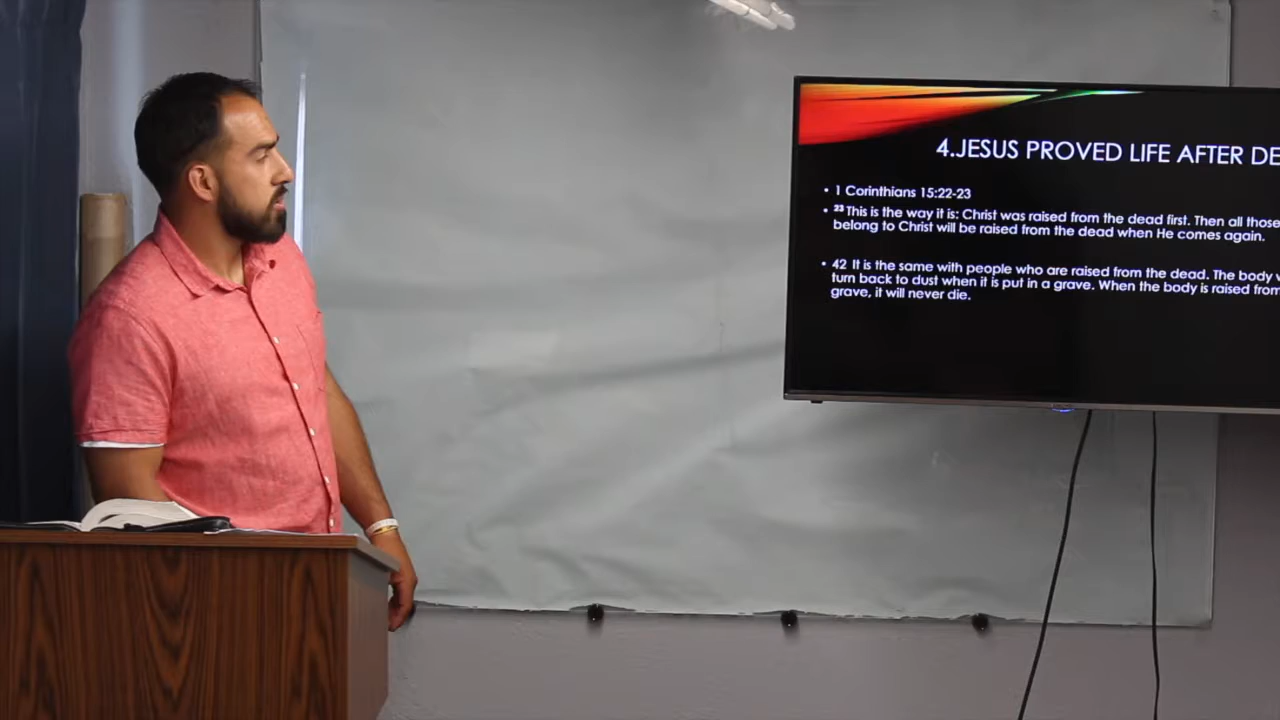 4.JESUS PROVED LIFE AFTER DE
• 1 Corinthians 15:22-23
• 23 This is the way it is: Christ was raised from the dead first. Then all those
belong to Christ will be raised from the dead when He comes again.
• 42 It is the same with people who are raised from the dead. The body
turn back to dust when it is put in a grave. When the body is raised from
grave, it will never die.